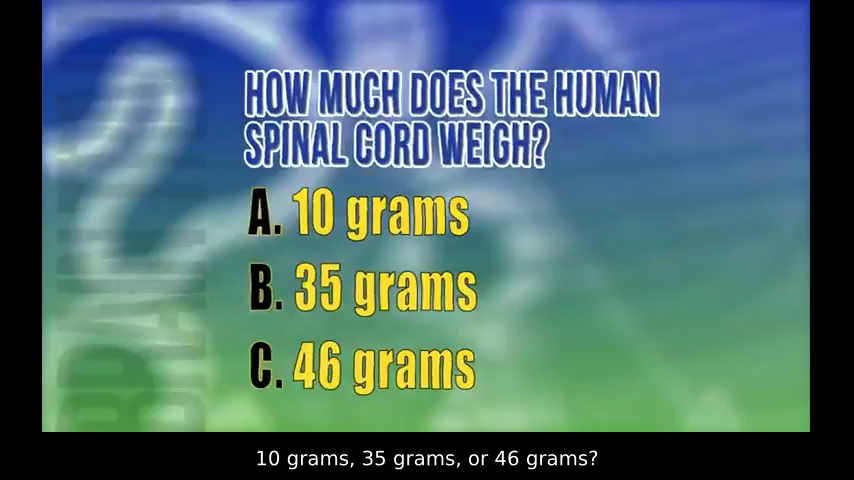 HOW MUCH DOES THE HUMAN
SPINAL CORD WEIGH?
A. 10 grams
B. 35 grams
C. 46 grams
10 grams, 35 grams, or 46 grams?